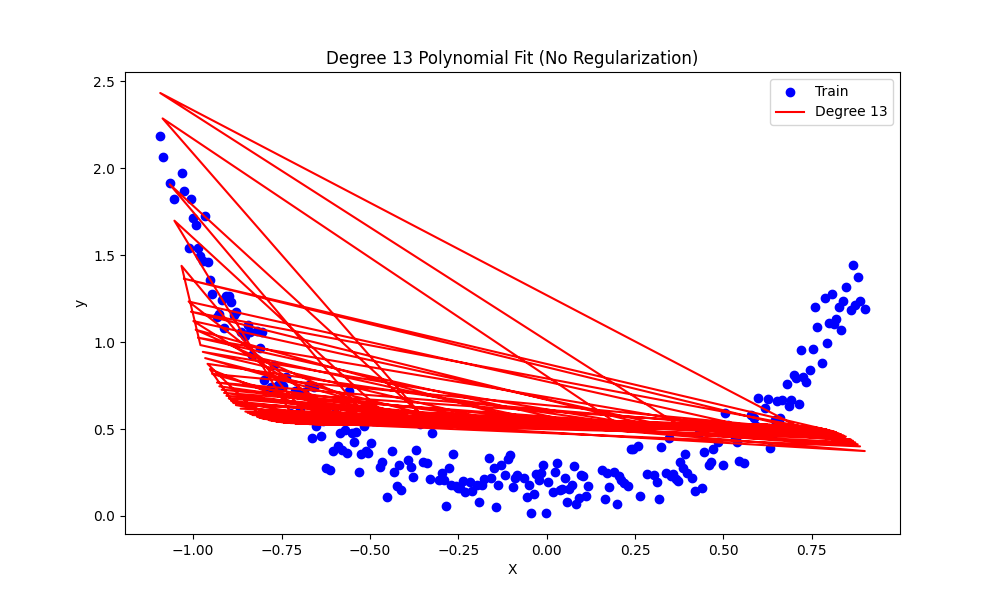 Degree 13 Polynomial Fit (No Regularization)
Train
Degree 13
y
2.5
2.0
1.5
1.0
0.5
0.0
−1.00 −0.75 −0.50 −0.25 0.00 0.25 0.50 0.75
X